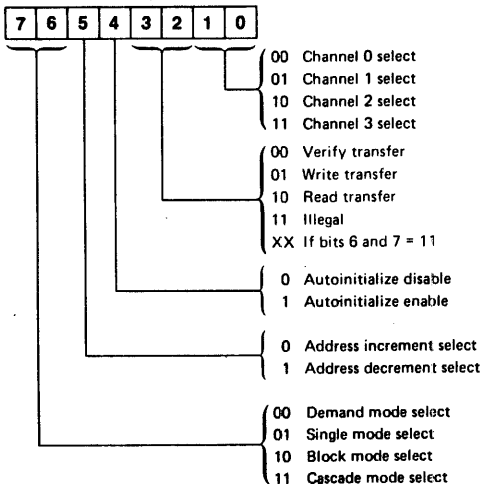 7 6 5 4 3 2 1 0
00 Channel 0 select
01 Channel 1 select
10 Channel 2 select
11 Channel 3 select
00 Verify transfer
01 Write transfer
10 Read transfer
11 Illegal
XX If bits 6 and 7 = 11
0 Autoinitialize disable
1 Autoinitialize enable
0 Address increment select
1 Address decrement select
00 Demand mode select
01 Single mode select
10 Block mode select
11 Cascade mode select